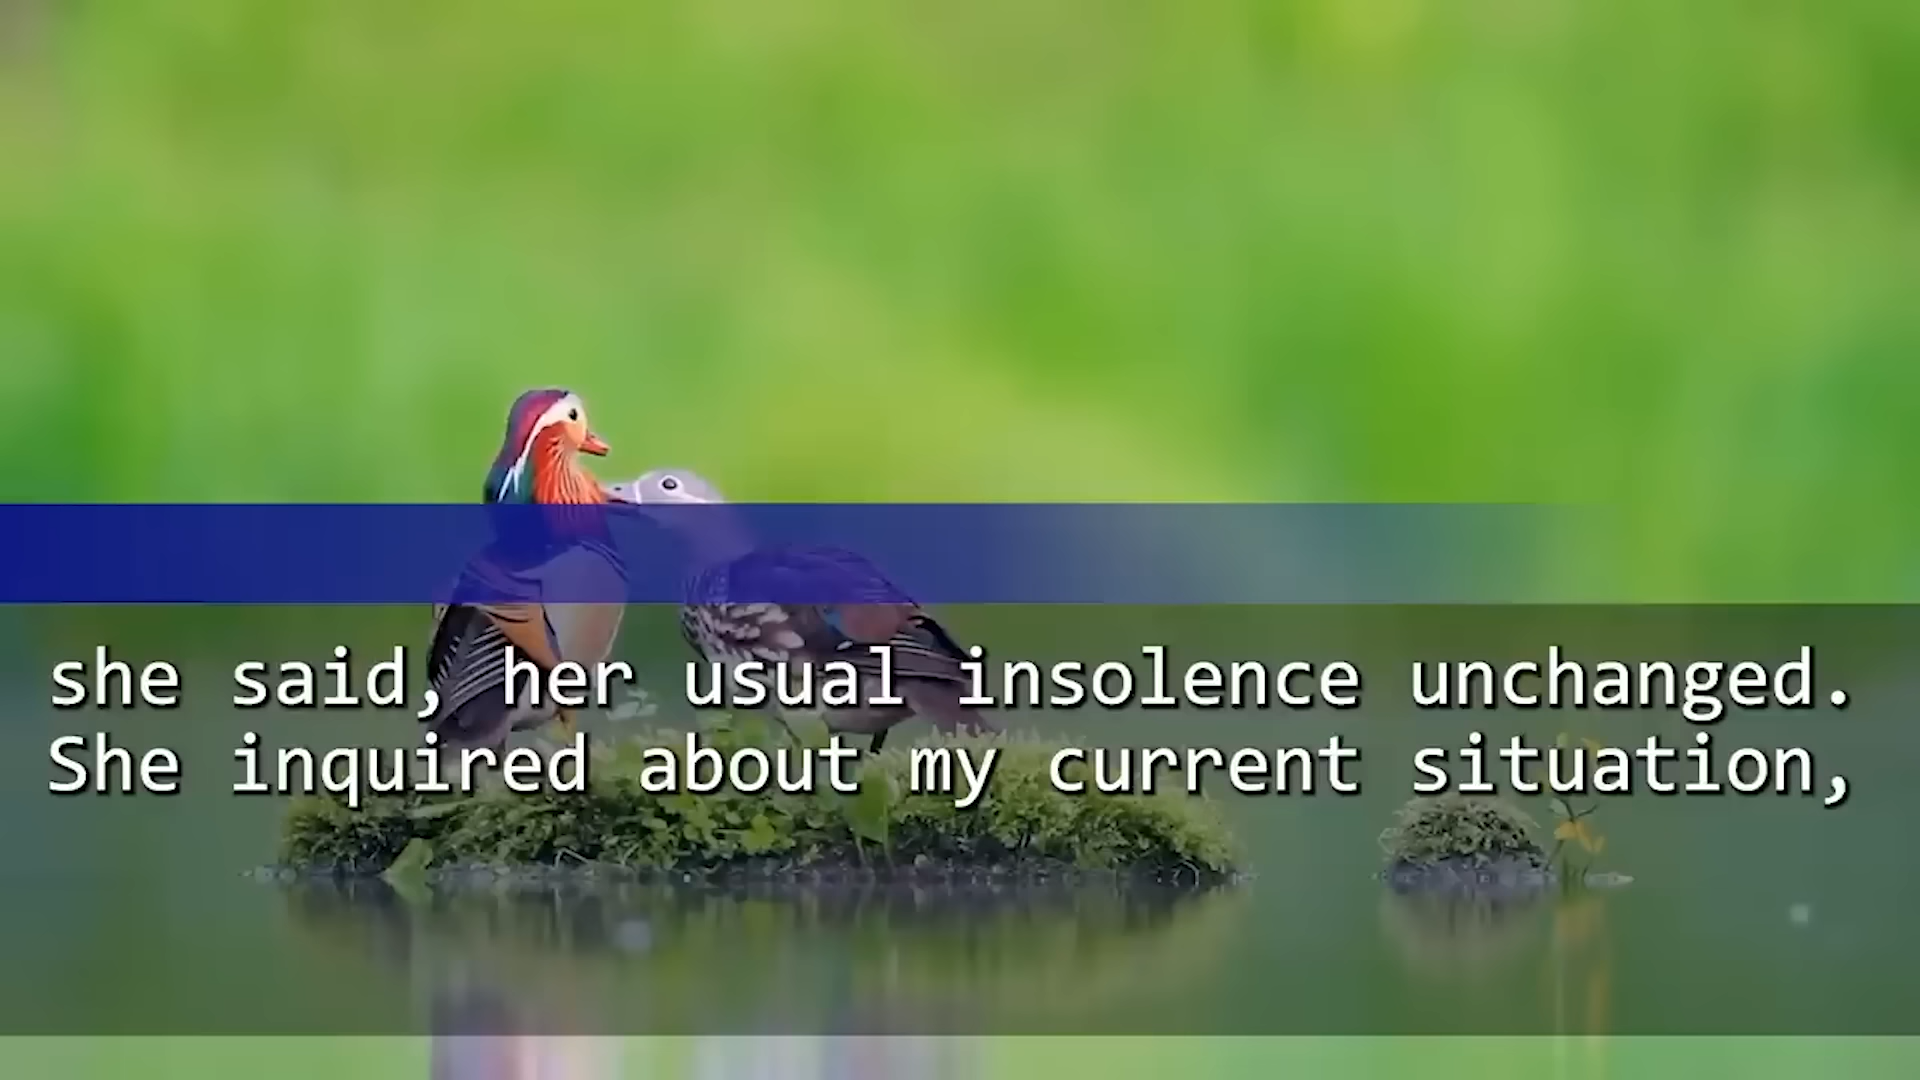 she said, her usual insolence unchanged.
She inquired about my current situation,